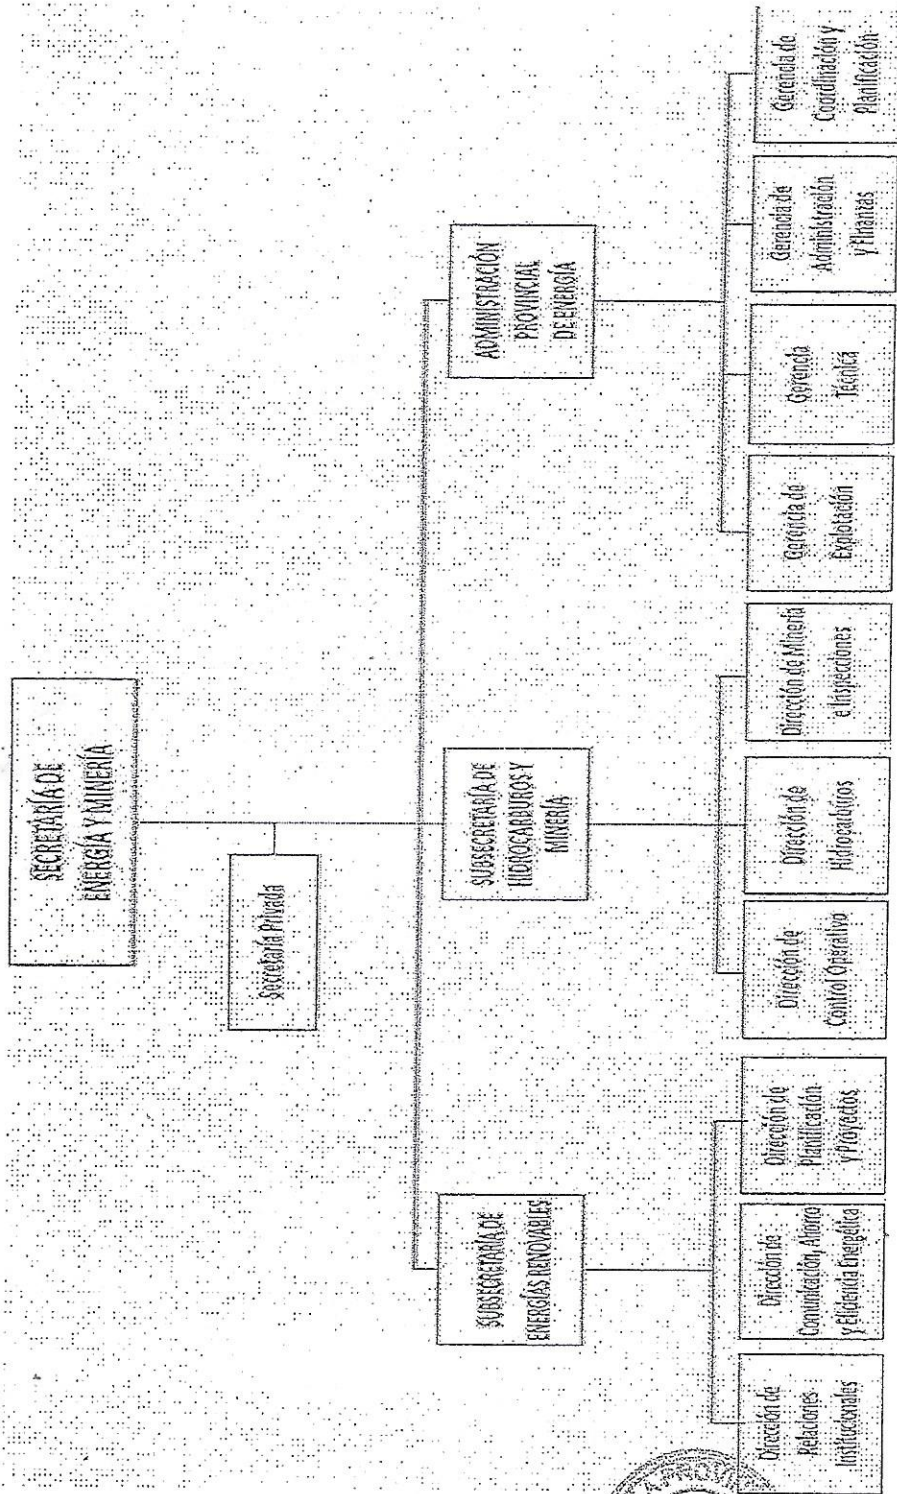 SECRETARÍA DE
ENERGÍA Y MINERÍA
Secretaría Privada
SUBSECRETARÍA DE
ENERGÍAS RENOVABLES
SUBSECRETARÍA DE
HIDROCARBUROS Y
MINERÍA
ADMINISTRACIÓN
PROVINCIAL
DE ENERGÍA
Dirección de
Relaciones
Institucionales
Dirección de
Comunicación, Ahorro
y Eficiencia Energética
Dirección de
Planificación
y Proyectos
Dirección de
Control Operativo
Dirección de
Hidrocarburos
Dirección de Minería
e Inspecciones
Gerencia de
Explotación
Gerencia
Técnica
Gerencia de
Administración
y Finanzas
Gerencia de
Coordinación y
Planificación